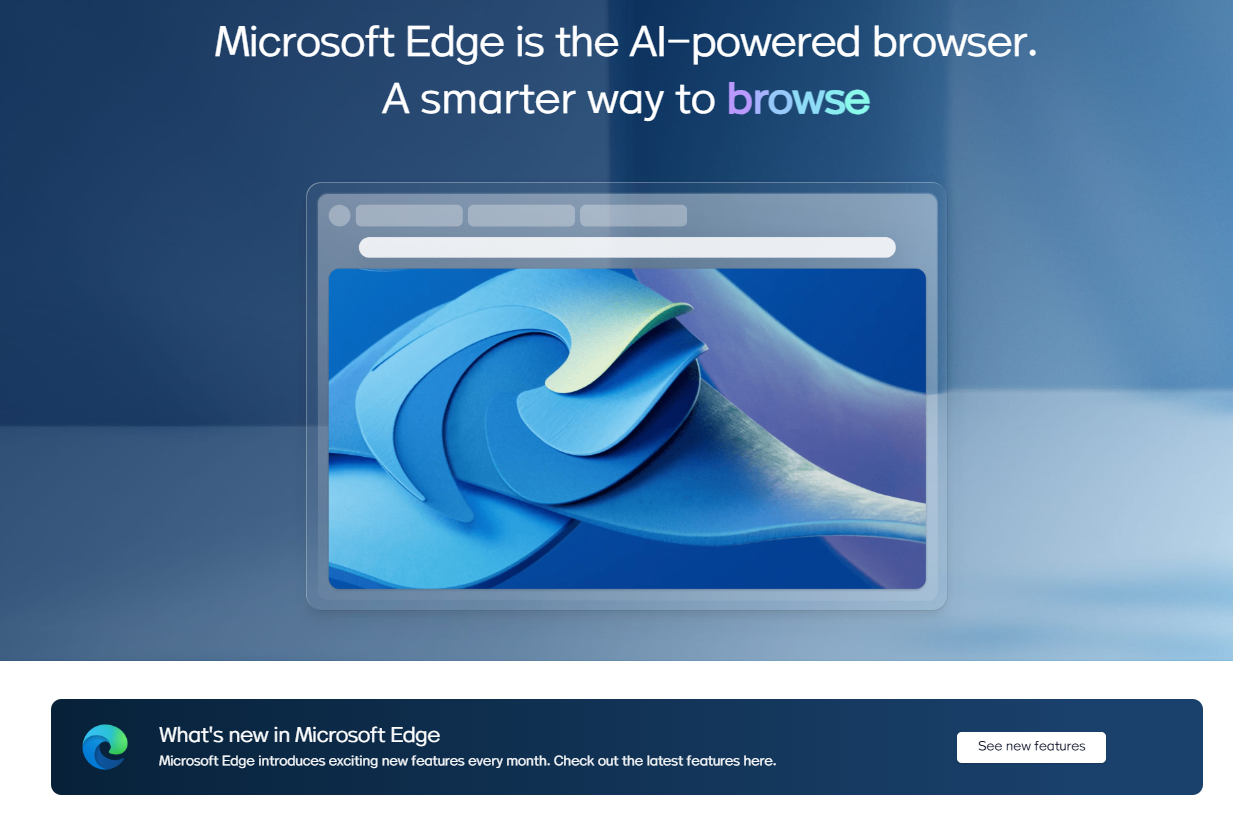 Microsoft Edge is the AI-powered browser.
A smarter way to browse
What's new in Microsoft Edge
Microsoft Edge introduces exciting new features every month. Check out the latest features here.
See new features